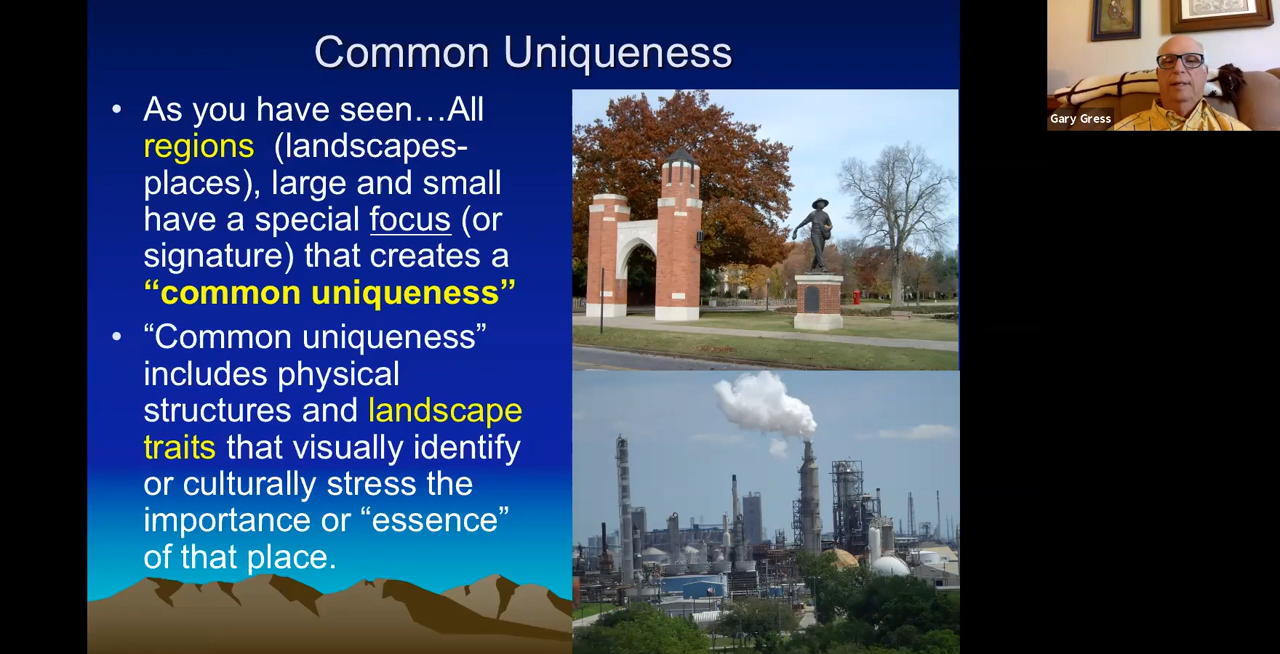 Common Uniqueness
• As you have seen…All
regions (landscapes-
places), large and small
have a special focus (or
signature) that creates a
“common uniqueness”
• “Common uniqueness”
includes physical
structures and landscape
traits that visually identify
or culturally stress the
importance or “essence”
of that place.
Gary Gress